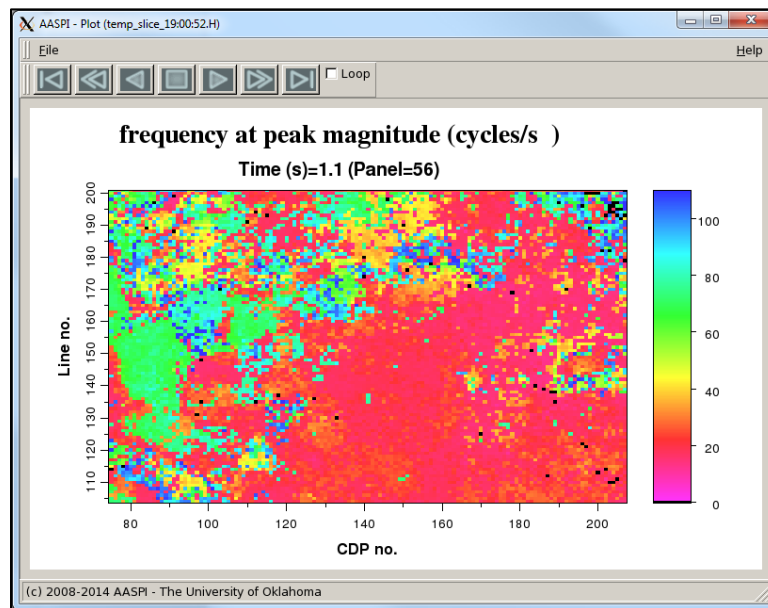 AASPI - Plot (temp_slice_19:00:52.H)
File Help
Loop
frequency at peak magnitude (cycles/s )
Time (s)=1.1 (Panel=56)
Line no.
200
190
180
170
160
150
140
130
120
110
80 100 120 140 160 180 200
CDP no.
100
80
60
40
20
0
(c) 2008-2014 AASPI - The University of Oklahoma